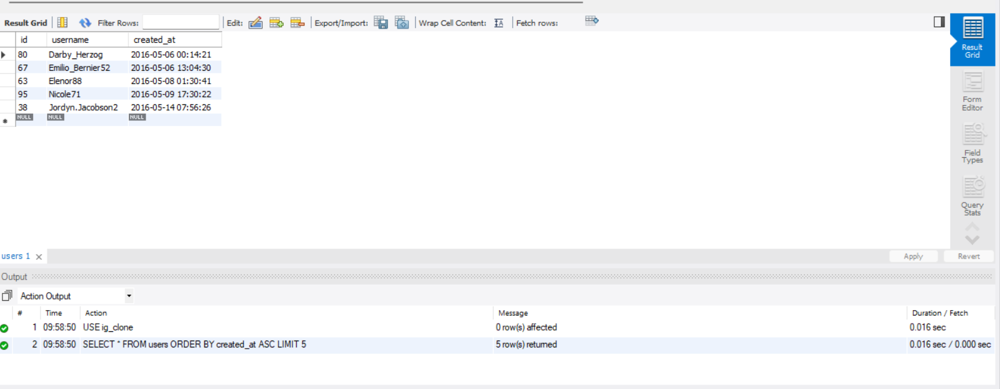 Result Grid Filter Rows: Edit: Export/Import: Wrap Cell Content: IA Fetch rows:
id username created_at
80 Darby_Herzog 2016-05-06 00:14:21
67 Emilio_Bernier52 2016-05-06 13:04:30
63 Elenor88 2016-05-08 01:30:41
95 Nicole71 2016-05-09 17:30:22
38 Jordyn.Jacobson2 2016-05-14 07:56:26
NULL NULL NULL
Result
Grid
Form
Editor
Field
Types
Query
Stats
users 1
Apply Revert
Output
Action Output
# Time Action Message Duration / Fetch
1 09:58:50 USE ig_clone 0 row(s) affected 0.016 sec
2 09:58:50 SELECT * FROM users ORDER BY created_at ASC LIMIT 5 5 row(s) returned 0.016 sec / 0.000 sec